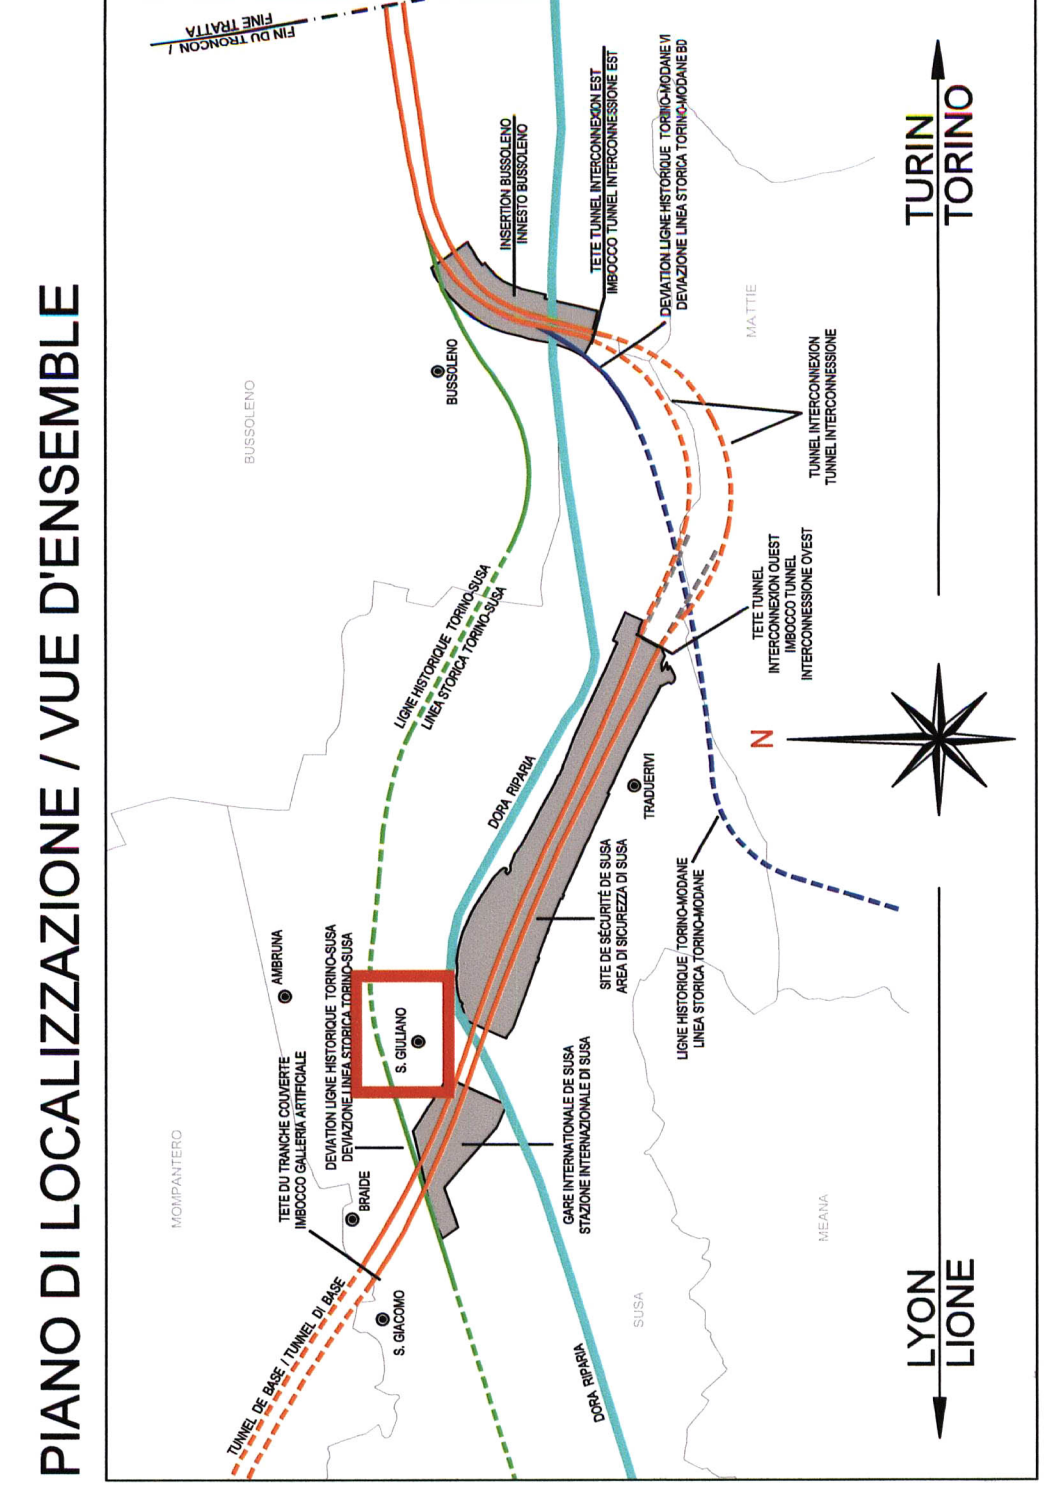 PIANO DI LOCALIZZAZIONE / VUE D'ENSEMBLE
FIN DU TRONCON /
FINE TRATTA
MOMPANTERO
BUSSOLENO
TUNNEL DE BASE / TUNNEL DI BASE
TETE DU TRANCHE COUVERTE
IMBOCCO GALLERIA ARTIFICIALE
AMBRUNA
DEVIATION LIGNE HISTORIQUE TORINO-SUSA
DEVIAZIONE LINEA STORICA TORINO-SUSA
BRAIDE
S. GIACOMO
S. GIULIANO
LIGNE HISTORIQUE TORINO-SUSA
LINEA STORICA TORINO-SUSA
BUSSOLENO
INSERTION BUSSOLENO
INNESTO BUSSOLENO
DORA RIPARIA
DORA RIPARIA
GARE INTERNATIONALE DE SUSA
STAZIONE INTERNAZIONALE DI SUSA
SITE DE SÉCURITÉ DE SUSA
AREA DI SICUREZZA DI SUSA
TRADUERIVI
TETE TUNNEL INTERCONNEXION EST
IMBOCCO TUNNEL INTERCONNESSIONE EST
DEVIATION LIGNE HISTORIQUE TORINO-MODANE VI
DEVIAZIONE LINEA STORICA TORINO-MODANE BD
SUSA
LIGNE HISTORIQUE TORINO-MODANE
LINEA STORICA TORINO-MODANE
MATTIE
TETE TUNNEL
INTERCONNEXION OUEST
IMBOCCO TUNNEL
INTERCONNESSIONE OVEST
TUNNEL INTERCONNEXION
TUNNEL INTERCONNESSIONE
MEANA
N
LYON
LIONE
TURIN
TORINO